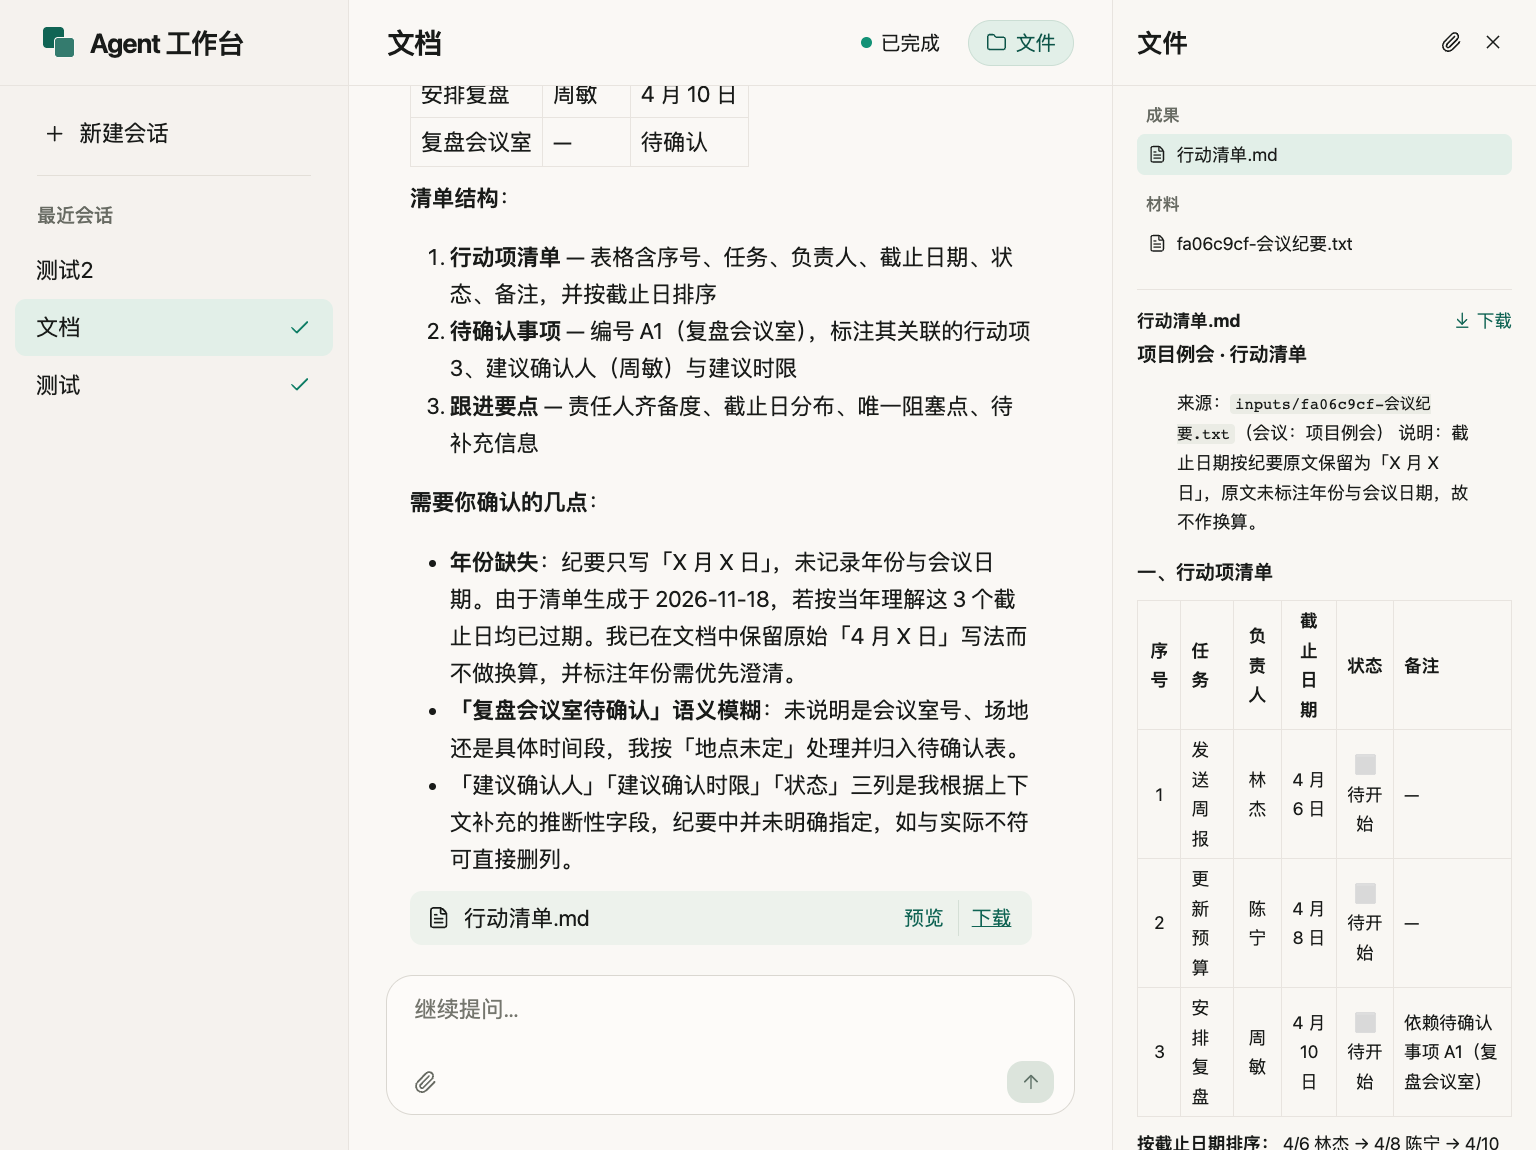 Agent 工作台
新建会话
最近会话
测试2
文档
测试
文档
已完成
文件
安排复盘 周敏 4 月 10 日
复盘会议室 — 待确认
清单结构：
1. 行动项清单 — 表格含序号、任务、负责人、截止日期、状
态、备注，并按截止日排序
2. 待确认事项 — 编号 A1（复盘会议室），标注其关联的行动项
3、建议确认人（周敏）与建议时限
3. 跟进要点 — 责任人齐备度、截止日分布、唯一阻塞点、待
补充信息
需要你确认的几点：
• 年份缺失：纪要只写「X 月 X 日」，未记录年份与会议日
期。由于清单生成于 2026-11-18，若按当年理解这 3 个截
止日均已过期。我已在文档中保留原始「4 月 X 日」写法而
不做换算，并标注年份需优先澄清。
• 「复盘会议室待确认」语义模糊：未说明是会议室号、场地
还是具体时间段，我按「地点未定」处理并归入待确认表。
• 「建议确认人」「建议确认时限」「状态」三列是我根据上下
文补充的推断性字段，纪要中并未明确指定，如与实际不符
可直接删列。
行动清单.md 预览 下载
继续提问...
文件
成果
行动清单.md
材料
fa06c9cf-会议纪要.txt
行动清单.md 下载
项目例会 · 行动清单
来源：inputs/fa06c9cf-会议纪
要.txt（会议：项目例会） 说明：截
止日期按纪要原文保留为「X 月 X
日」，原文未标注年份与会议日期，故
不作换算。
一、行动项清单
序号 任务 负责人 截止日期 状态 备注
1 发送周报 林杰 4 月 6 日 待开始 —
2 更新预算 陈宁 4 月 8 日 待开始 —
3 安排复盘 周敏 4 月 10 日 待开始 依赖待确认事项 A1（复盘会议室）
按截止日期排序： 4/6 林杰 → 4/8 陈宁 → 4/10